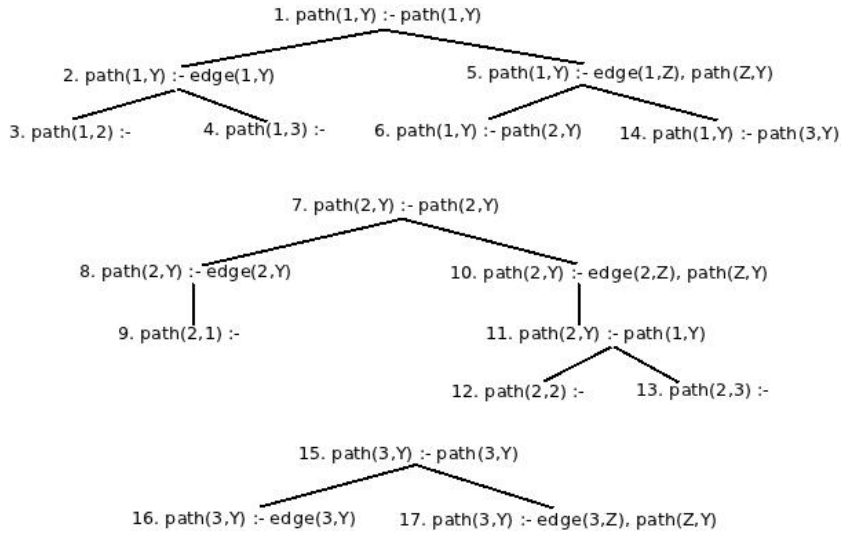 1. path(1,Y) :- path(1,Y)
2. path(1,Y) :- edge(1,Y)
5. path(1,Y) :- edge(1,Z), path(Z,Y)
3. path(1,2) :-
4. path(1,3) :-
6. path(1,Y) :- path(2,Y)
14. path(1,Y) :- path(3,Y)
7. path(2,Y) :- path(2,Y)
8. path(2,Y) :- edge(2,Y)
10. path(2,Y) :- edge(2,Z), path(Z,Y)
9. path(2,1) :-
11. path(2,Y) :- path(1,Y)
12. path(2,2) :-
13. path(2,3) :-
15. path(3,Y) :- path(3,Y)
16. path(3,Y) :- edge(3,Y)
17. path(3,Y) :- edge(3,Z), path(Z,Y)